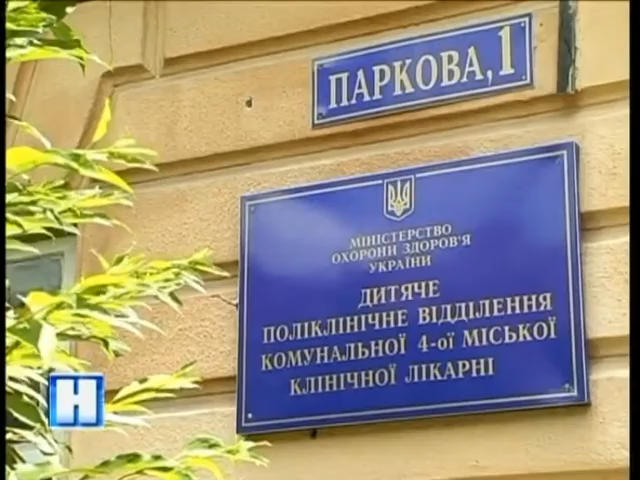 ПАРКОВА, 1
МІНІСТЕРСТВО
ОХОРОНИ ЗДОРОВ'Я
УКРАЇНИ
ДИТЯЧЕ
ПОЛІКЛІНІЧНЕ ВІДДІЛЕННЯ
КОМУНАЛЬНОЇ 4-ої МІСЬКОЇ
КЛІНІЧНОЇ ЛІКАРНІ
Н